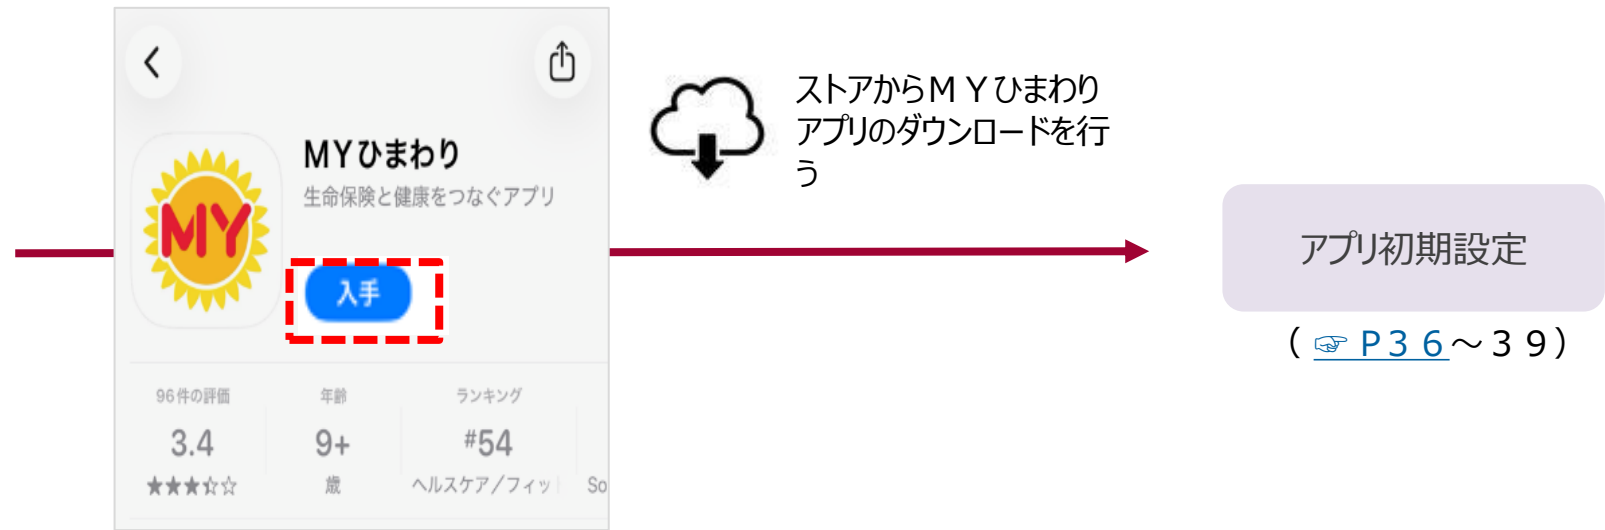 MYひまわり
生命保険と健康をつなぐアプリ
MY
入手
96件の評価
年齢
ランキング
3.4
9+
#54
★★★☆☆
歳
ヘルスケア/フィッ
So
ストアからＭＹひまわり
アプリのダウンロードを行
う
アプリ初期設定
（☞Ｐ３６～３９）